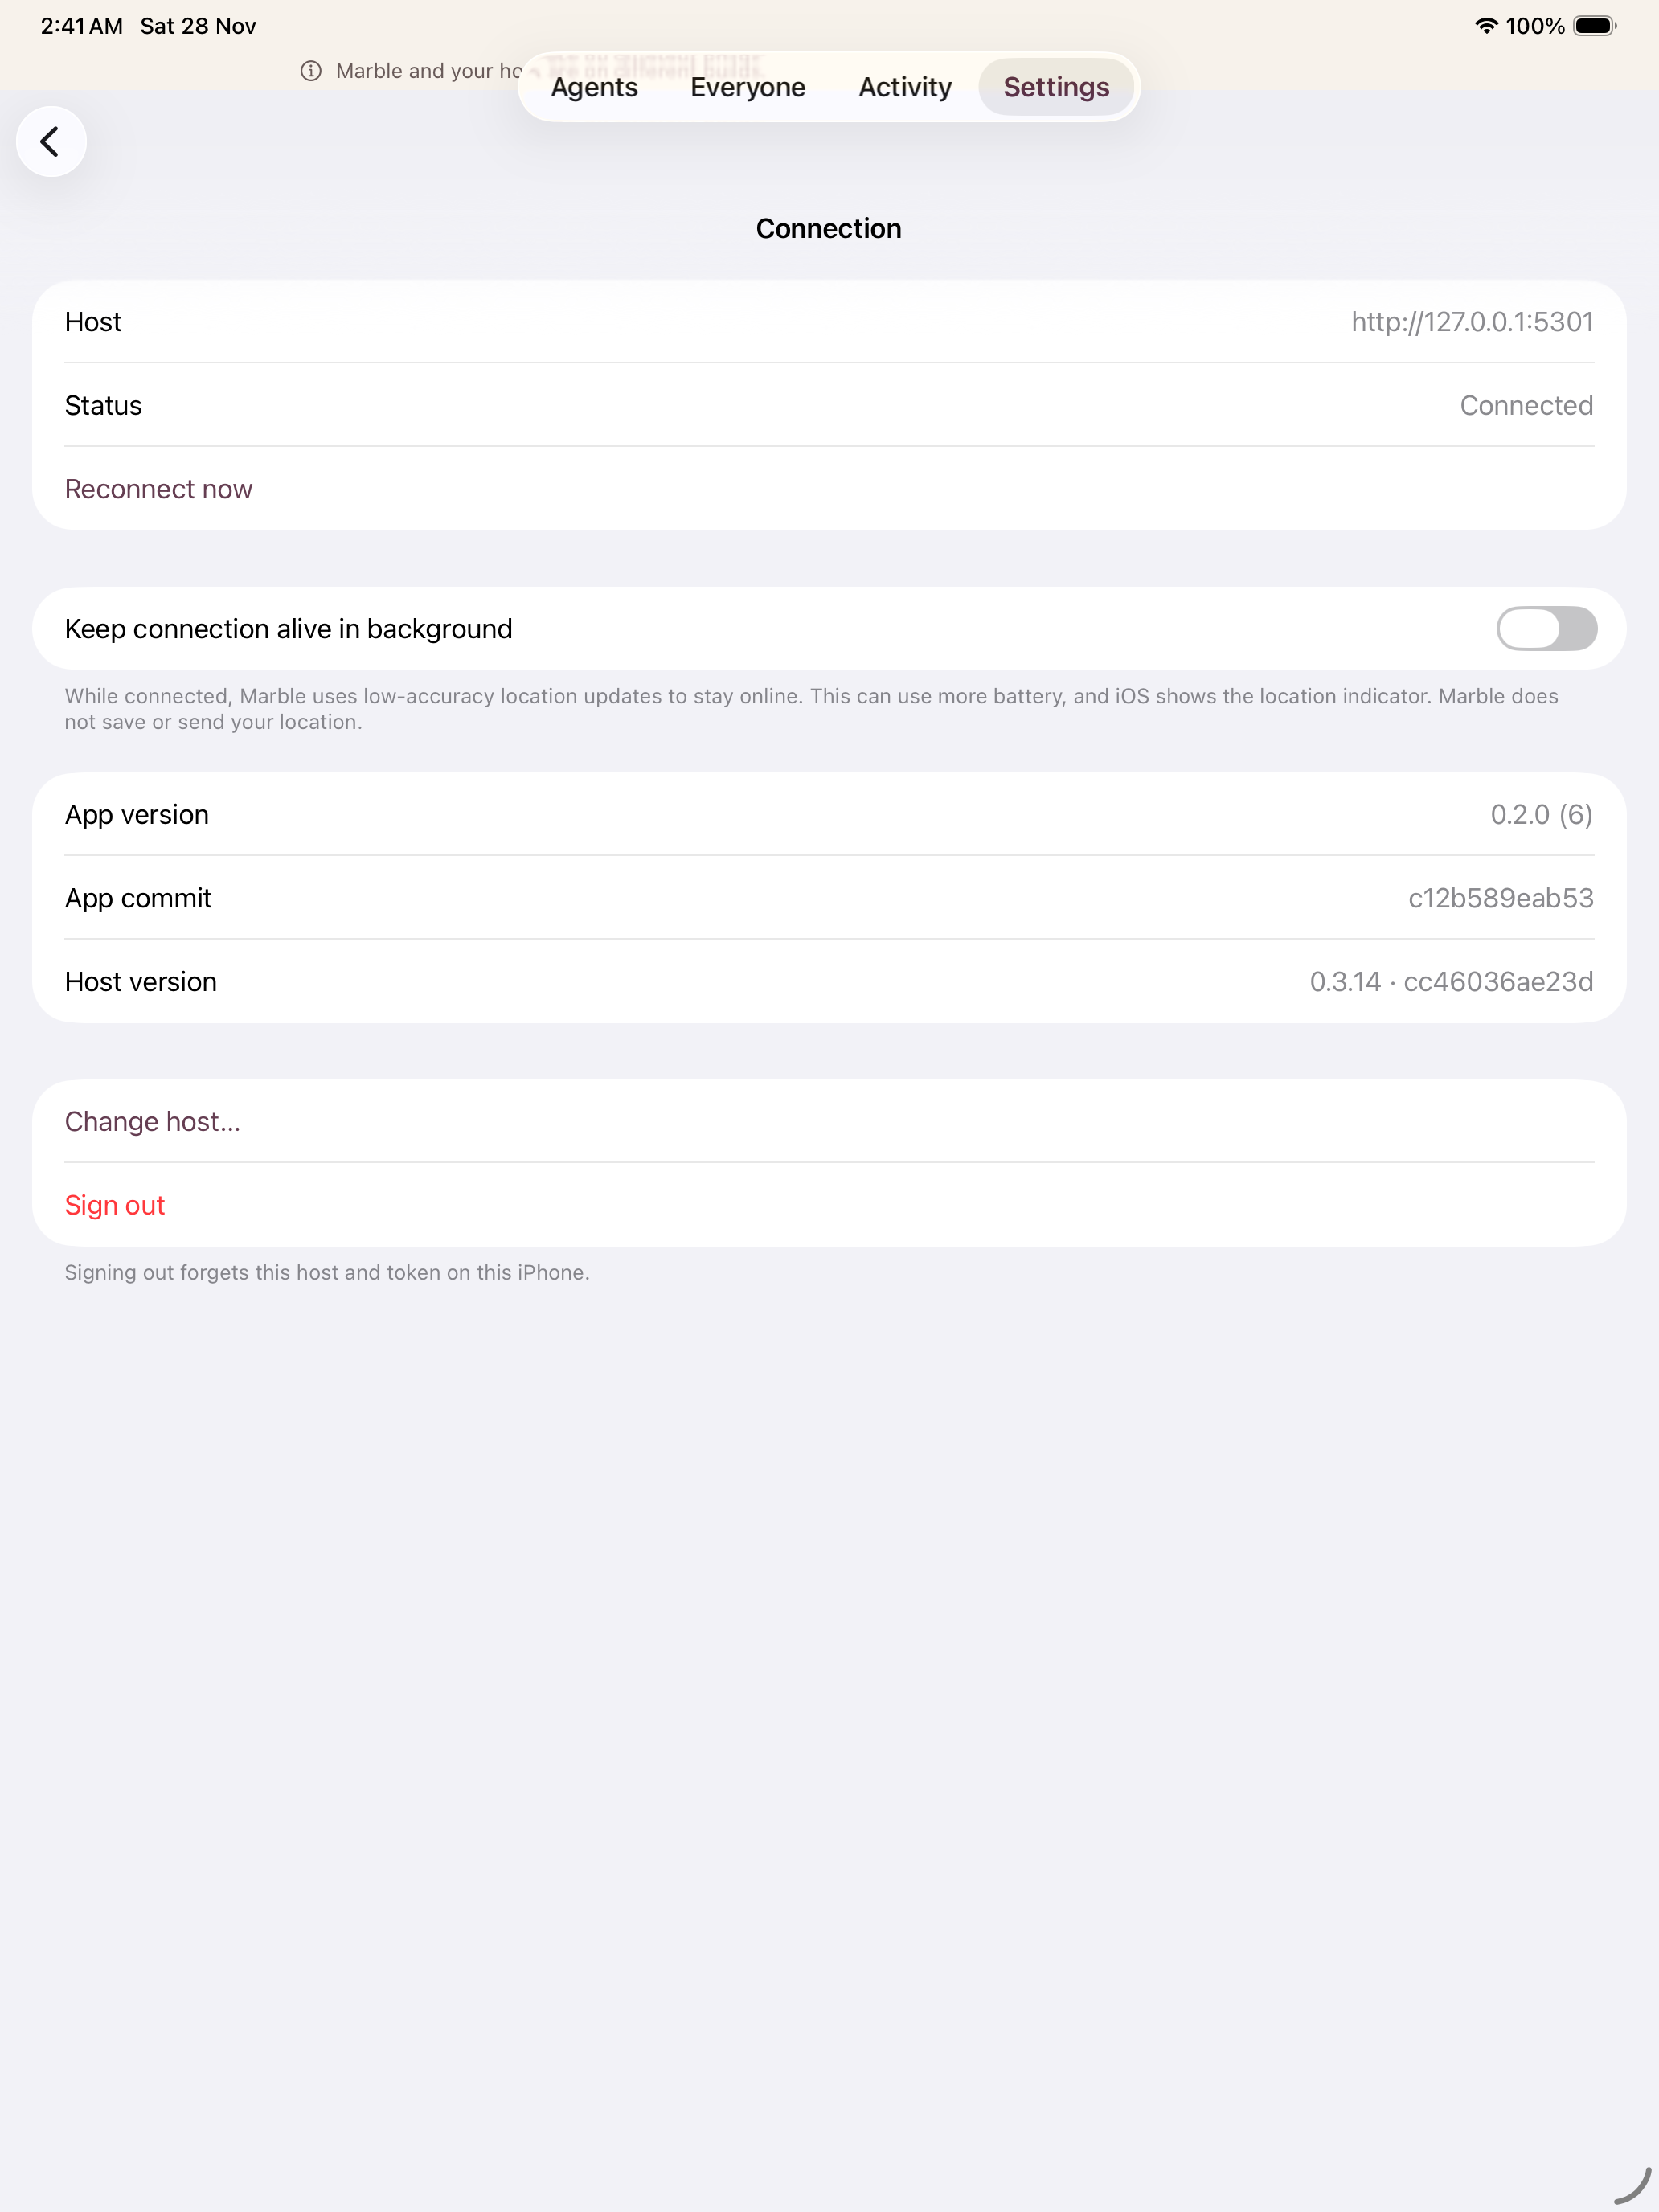 2:41 AM Sat 28 Nov
100%
Marble and your ho
Agents Everyone Activity Settings
Connection
Host http://127.0.0.1:5301
Status Connected
Reconnect now
Keep connection alive in background
While connected, Marble uses low-accuracy location updates to stay online. This can use more battery, and iOS shows the location indicator. Marble does
not save or send your location.
App version 0.2.0 (6)
App commit c12b589eab53
Host version 0.3.14 · cc46036ae23d
Change host...
Sign out
Signing out forgets this host and token on this iPhone.